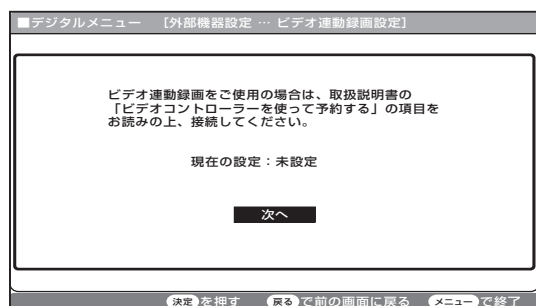 ■デジタルメニュー [外部機器設定 … ビデオ連動録画設定]
ビデオ連動録画をご使用の場合は、取扱説明書の
「ビデオコントローラーを使って予約する」の項目を
お読みの上、接続してください。
現在の設定：未設定
次へ
決定を押す 戻るで前の画面に戻る メニューで終了